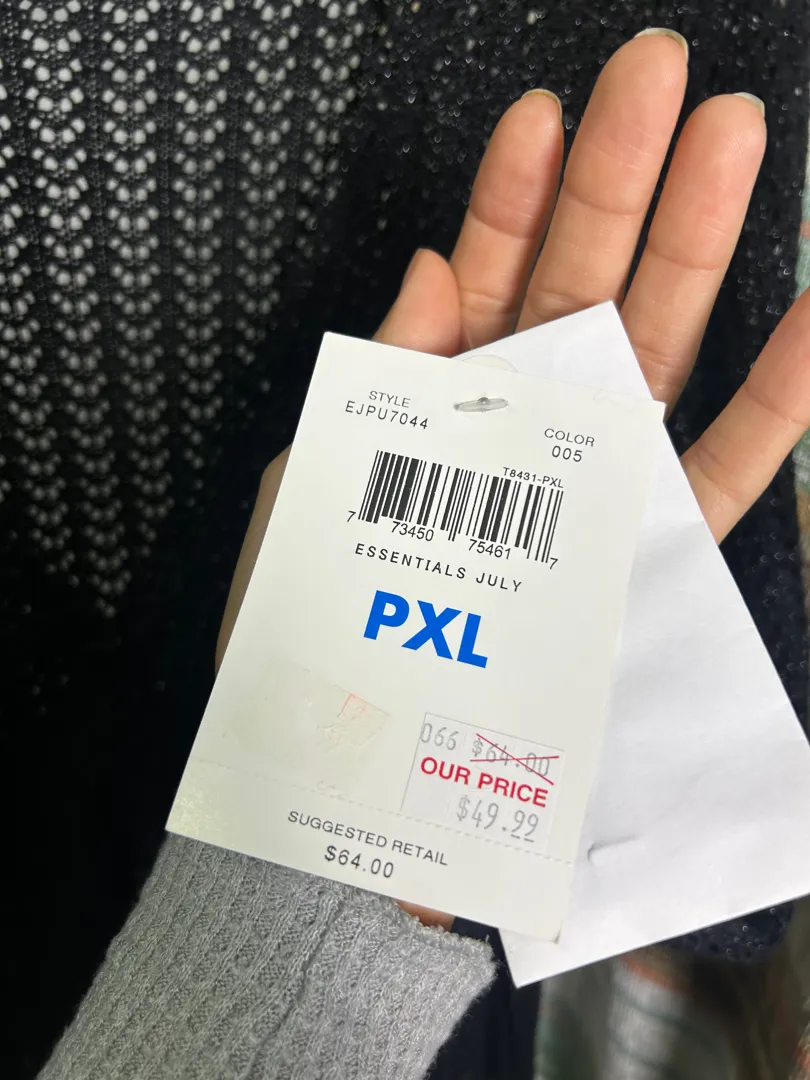 STYLE
EJPU7044
COLOR
005
T8431-PXL
7 73450 75461 7
ESSENTIALS JULY
PXL
066 $64.00
OUR PRICE
$49.99
SUGGESTED RETAIL
$64.00